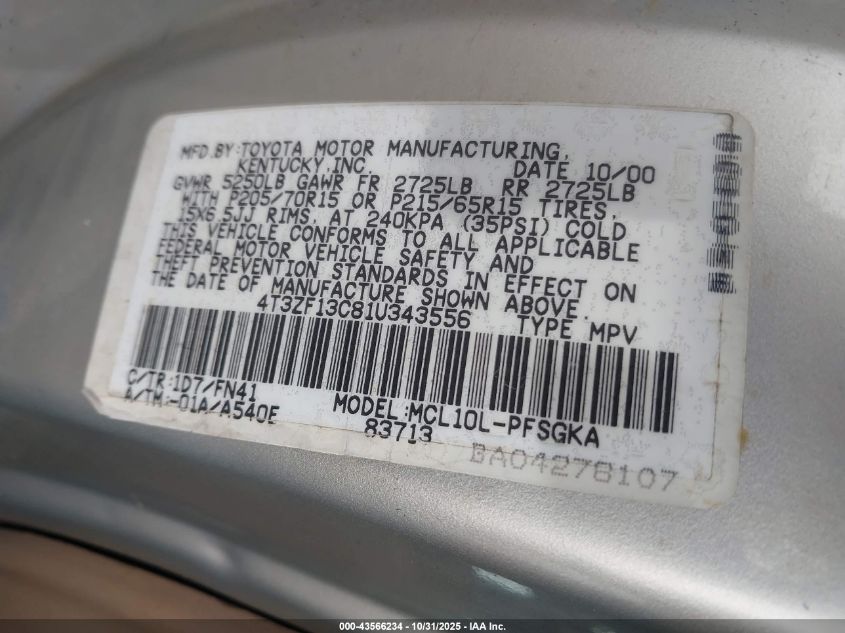 MFD.BY:TOYOTA MOTOR MANUFACTURING,
KENTUCKY,INC. DATE 10/00
GVWR 5250LB GAWR FR 2725LB RR 2725LB
WITH P205/70R15 OR P215/65R15 TIRES,
15X6.5JJ RIMS, AT 240KPA (35PSI) COLD
THIS VEHICLE CONFORMS TO ALL APPLICABLE
FEDERAL MOTOR VEHICLE SAFETY AND
THEFT PREVENTION STANDARDS IN EFFECT ON
THE DATE OF MANUFACTURE SHOWN ABOVE.
4T3ZF13C81U343556 TYPE MPV
C/TR:1D7/FN41
A/TM:-01A/A540E MODEL:MCL10L-PFSGKA
83713
BA04278107
000-43566234 - 10/31/2025 - IAA Inc.